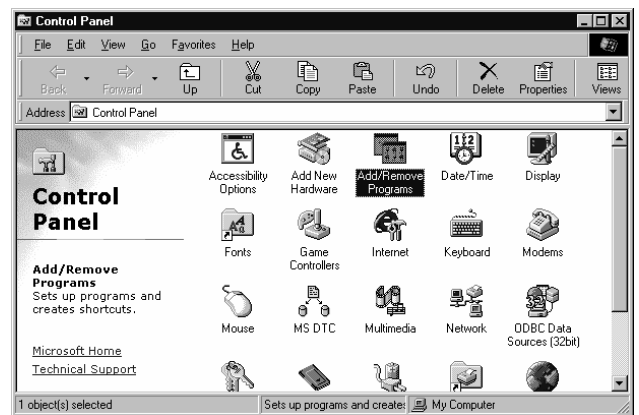 Control Panel
File Edit View Go Favorites Help
Back Forward Up Cut Copy Paste Undo Delete Properties Views
Address Control Panel
Control
Panel
Add/Remove
Programs
Sets up programs and
creates shortcuts.
Microsoft Home
Technical Support
Accessibility
Options
Add New
Hardware
Add/Remove
Programs
Date/Time
Display
Fonts
Game
Controllers
Internet
Keyboard
Modems
Mouse
MS DTC
Multimedia
Network
ODBC Data
Sources (32bit)
1 object(s) selected Sets up programs and creates My Computer